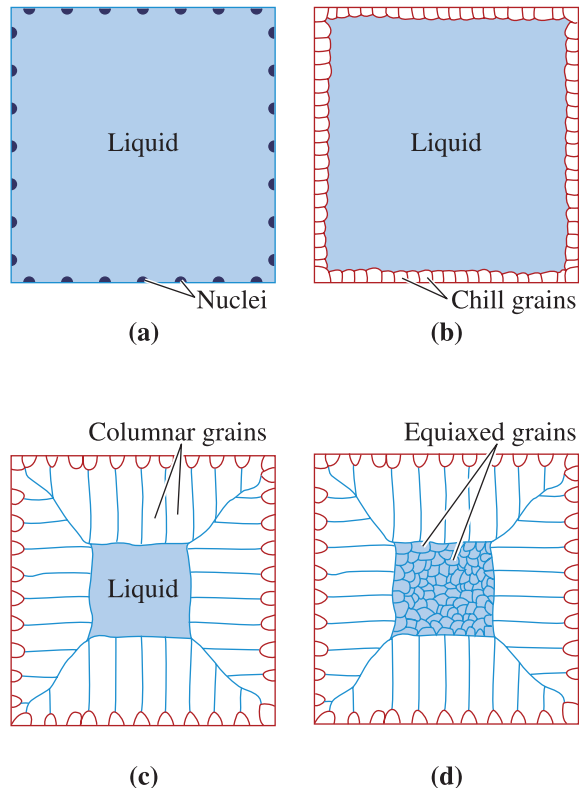 Liquid
Liquid
Nuclei
Chill grains
(a)
(b)
Columnar grains
Equiaxed grains
Liquid
(c)
(d)